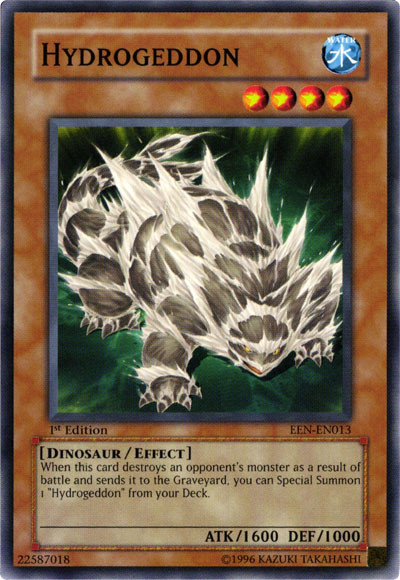 HYDROGEDDON
WATER
水
1st Edition
EEN-EN013
[DINOSAUR / EFFECT]
When this card destroys an opponent's monster as a result of
battle and sends it to the Graveyard, you can Special Summon
1 "Hydrogeddon" from your Deck.
ATK/1600 DEF/1000
22587018
©1996 KAZUKI TAKAHASHI